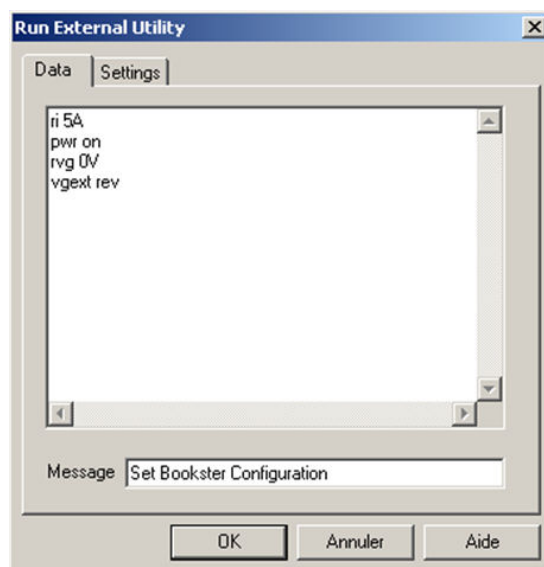 Run External Utility
Data Settings
ri 5A
pwr on
rvg 0V
vgext rev
Message Set Bookster Configuration
OK Annuler Aide